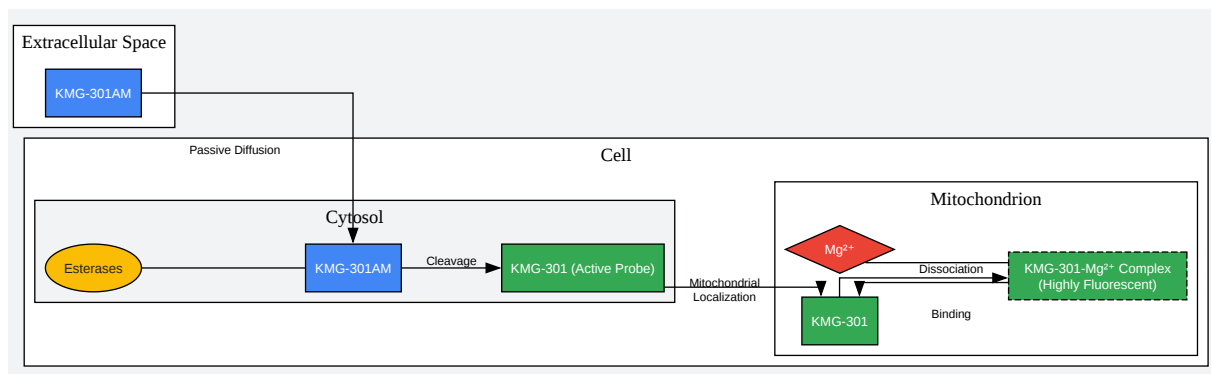 Extracellular Space
KMG-301AM
Passive Diffusion
Cell
Cytosol
Esterases
KMG-301AM
Cleavage
KMG-301 (Active Probe)
Mitochondrial
Localization
Mitochondrion
Mg²⁺
Dissociation
KMG-301-Mg²⁺ Complex
(Highly Fluorescent)
KMG-301
Binding